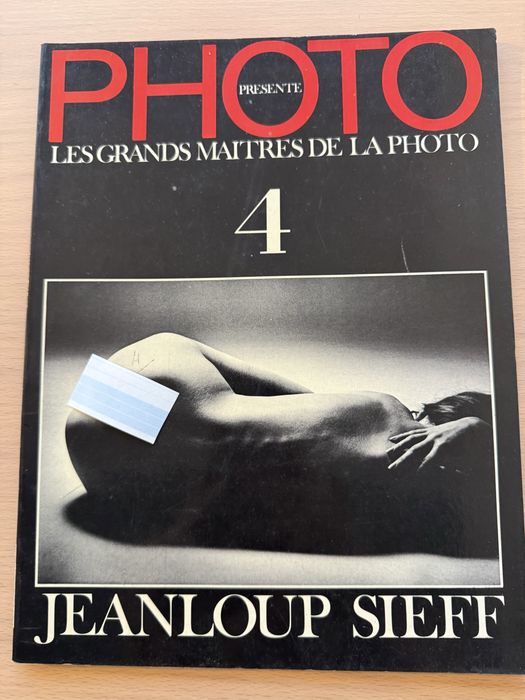 PHOTO
PRESENTE
LES GRANDS MAITRES DE LA PHOTO
4
JEANLOUP SIEFF